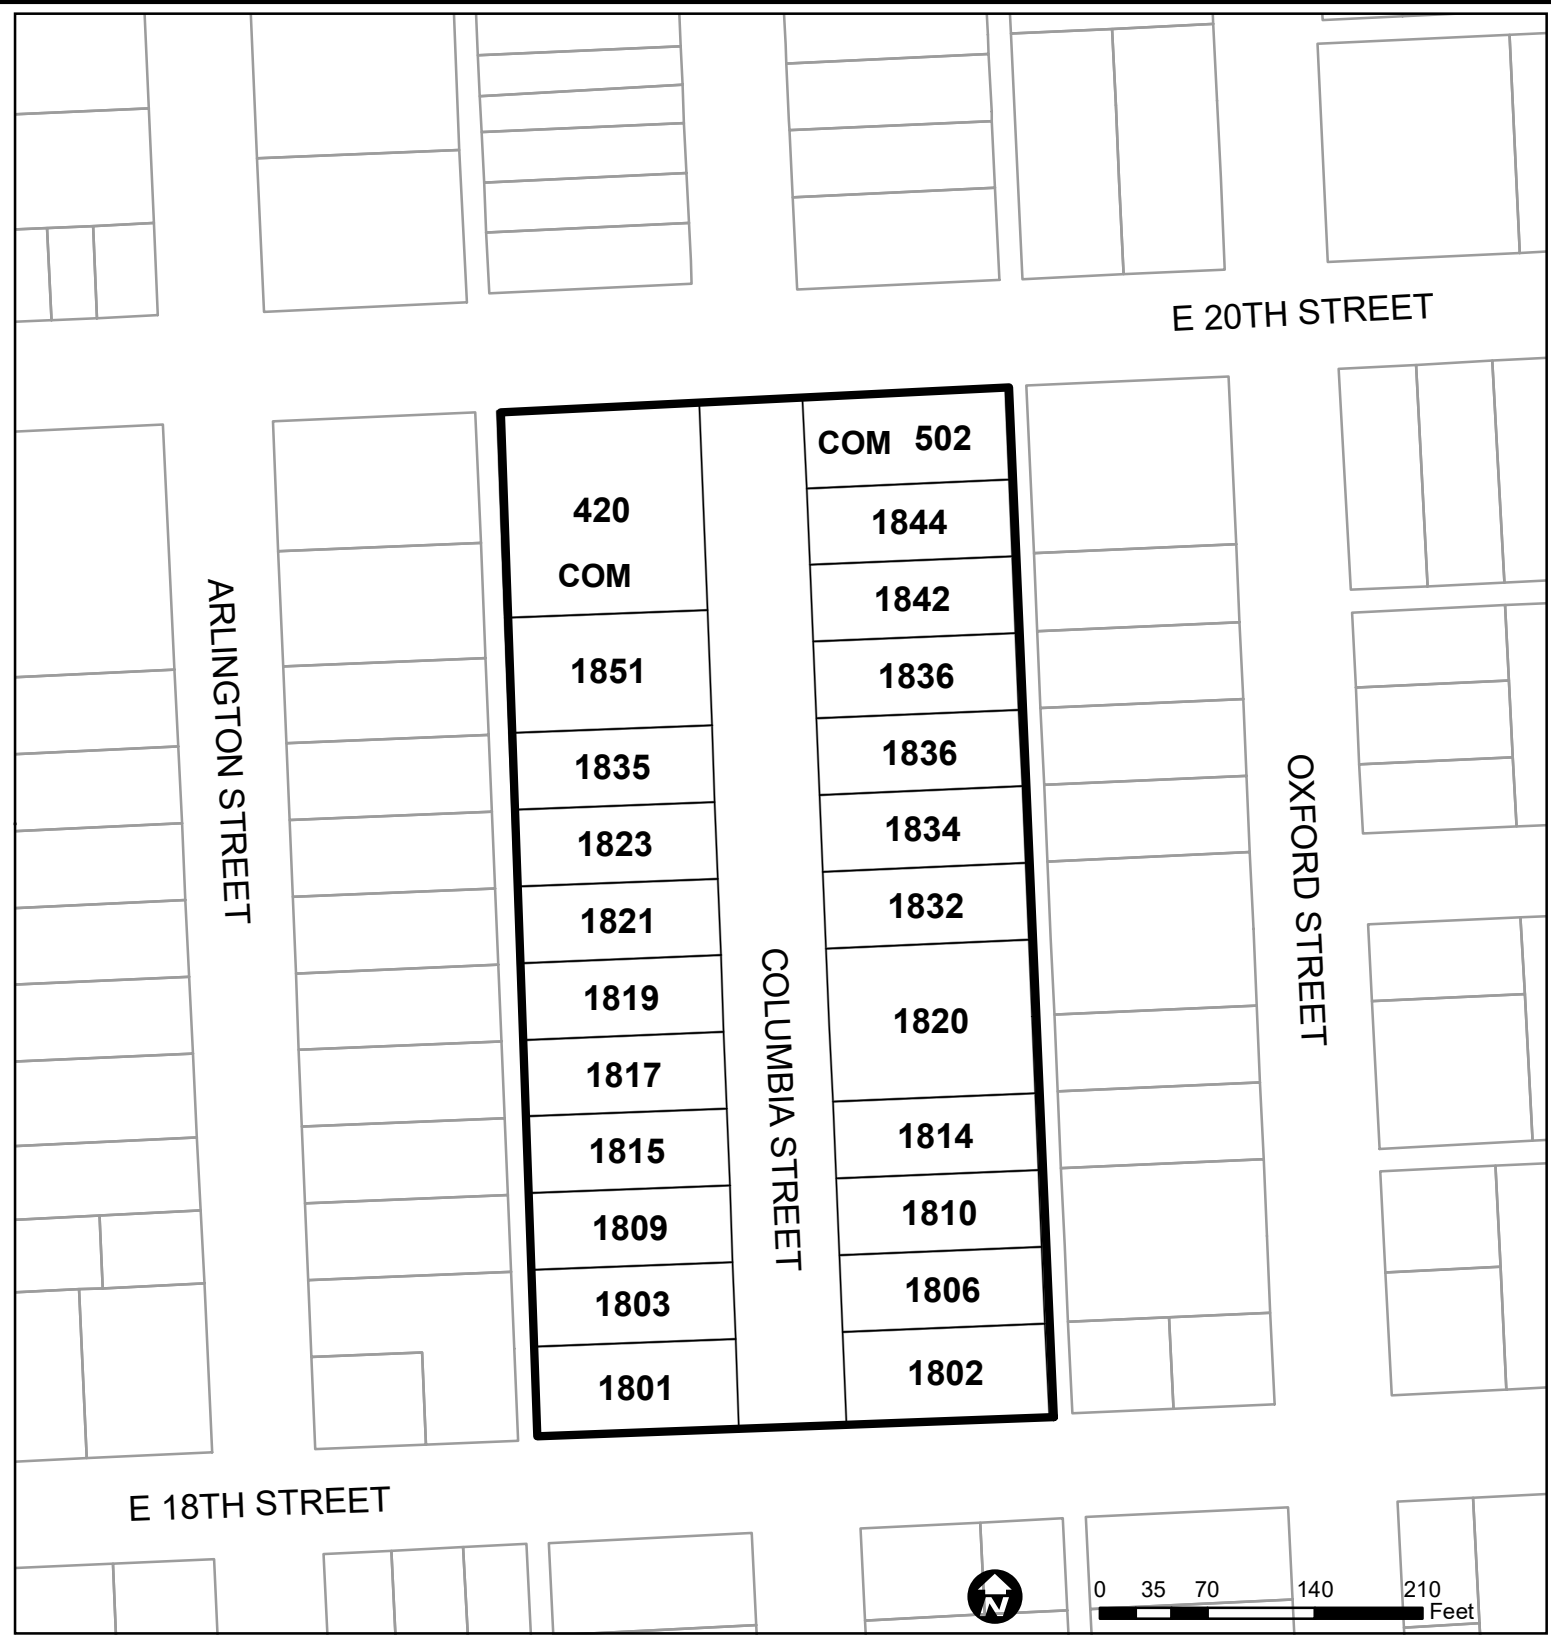 E 20TH STREET
COM 502
420
COM
1844
1842
1851
1836
1835
1836
1823
1834
1821
1832
1819
1820
1817
1815
1814
1809
1810
1803
1806
1801
1802
ARLINGTON STREET
COLUMBIA STREET
OXFORD STREET
E 18TH STREET
N
0 35 70 140 210
Feet